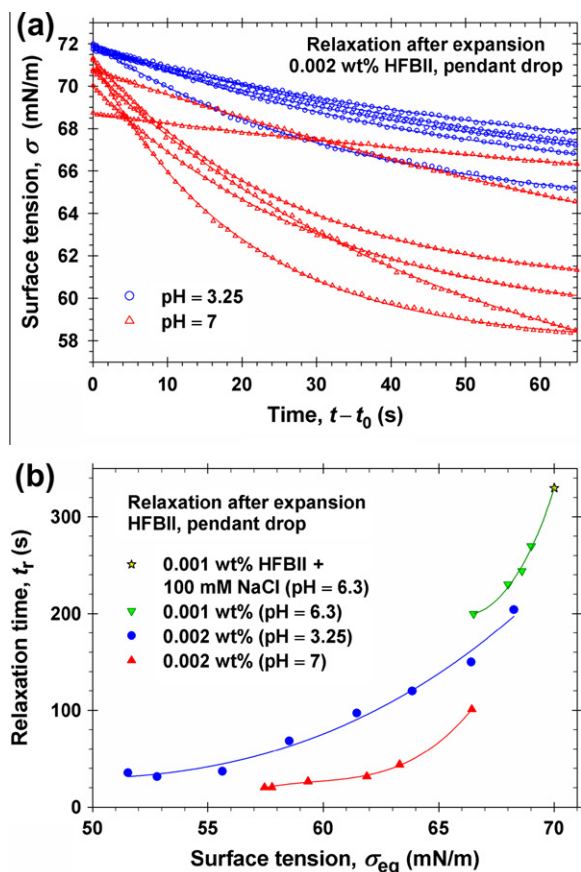 (a)
Relaxation after expansion
0.002 wt% HFBII, pendant drop
Surface tension, σ (mN/m)
72
70
68
66
64
62
60
58
pH = 3.25
pH = 7
0 10 20 30 40 50 60
Time, t − t0 (s)
(b)
Relaxation after expansion
HFBII, pendant drop
0.001 wt% HFBII +
100 mM NaCl (pH = 6.3)
0.001 wt% (pH = 6.3)
0.002 wt% (pH = 3.25)
0.002 wt% (pH = 7)
Relaxation time, tr (s)
300
200
100
0
50 55 60 65 70
Surface tension, σeq (mN/m)